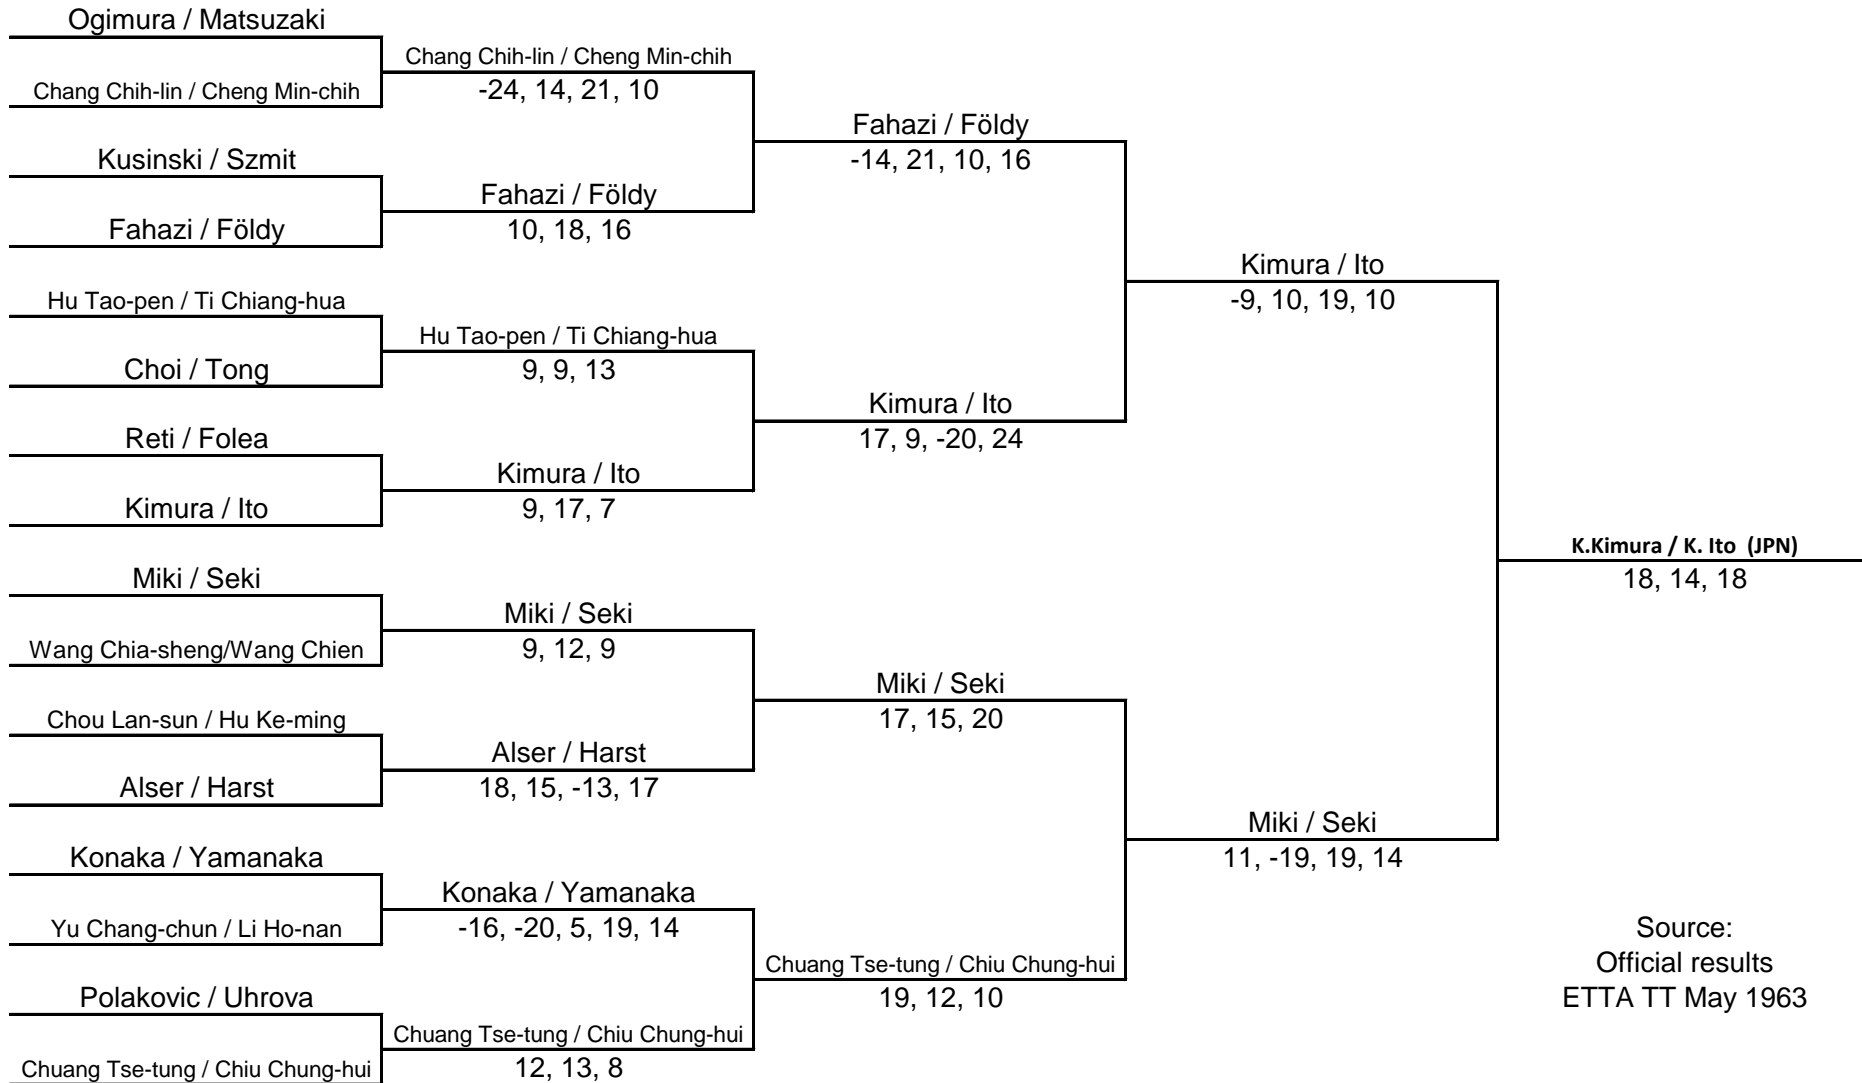 Ogimura / Matsuzaki
Chang Chih-lin / Cheng Min-chih
Chang Chih-lin / Cheng Min-chih
-24, 14, 21, 10
Fahazi / Földy
-14, 21, 10, 16
Kusinski / Szmit
Fahazi / Földy
Fahazi / Földy
10, 18, 16
Kimura / Ito
-9, 10, 19, 10
Hu Tao-pen / Ti Chiang-hua
Hu Tao-pen / Ti Chiang-hua
Choi / Tong
9, 9, 13
Kimura / Ito
17, 9, -20, 24
Reti / Folea
Kimura / Ito
Kimura / Ito
9, 17, 7
K.Kimura / K. Ito (JPN)
18, 14, 18
Miki / Seki
Miki / Seki
Wang Chia-sheng/Wang Chien
9, 12, 9
Miki / Seki
17, 15, 20
Chou Lan-sun / Hu Ke-ming
Alser / Harst
Alser / Harst
18, 15, -13, 17
Miki / Seki
11, -19, 19, 14
Konaka / Yamanaka
Konaka / Yamanaka
Yu Chang-chun / Li Ho-nan
-16, -20, 5, 19, 14
Chuang Tse-tung / Chiu Chung-hui
19, 12, 10
Polakovic / Uhrova
Chuang Tse-tung / Chiu Chung-hui
Chuang Tse-tung / Chiu Chung-hui
12, 13, 8
Source:
Official results
ETTA TT May 1963